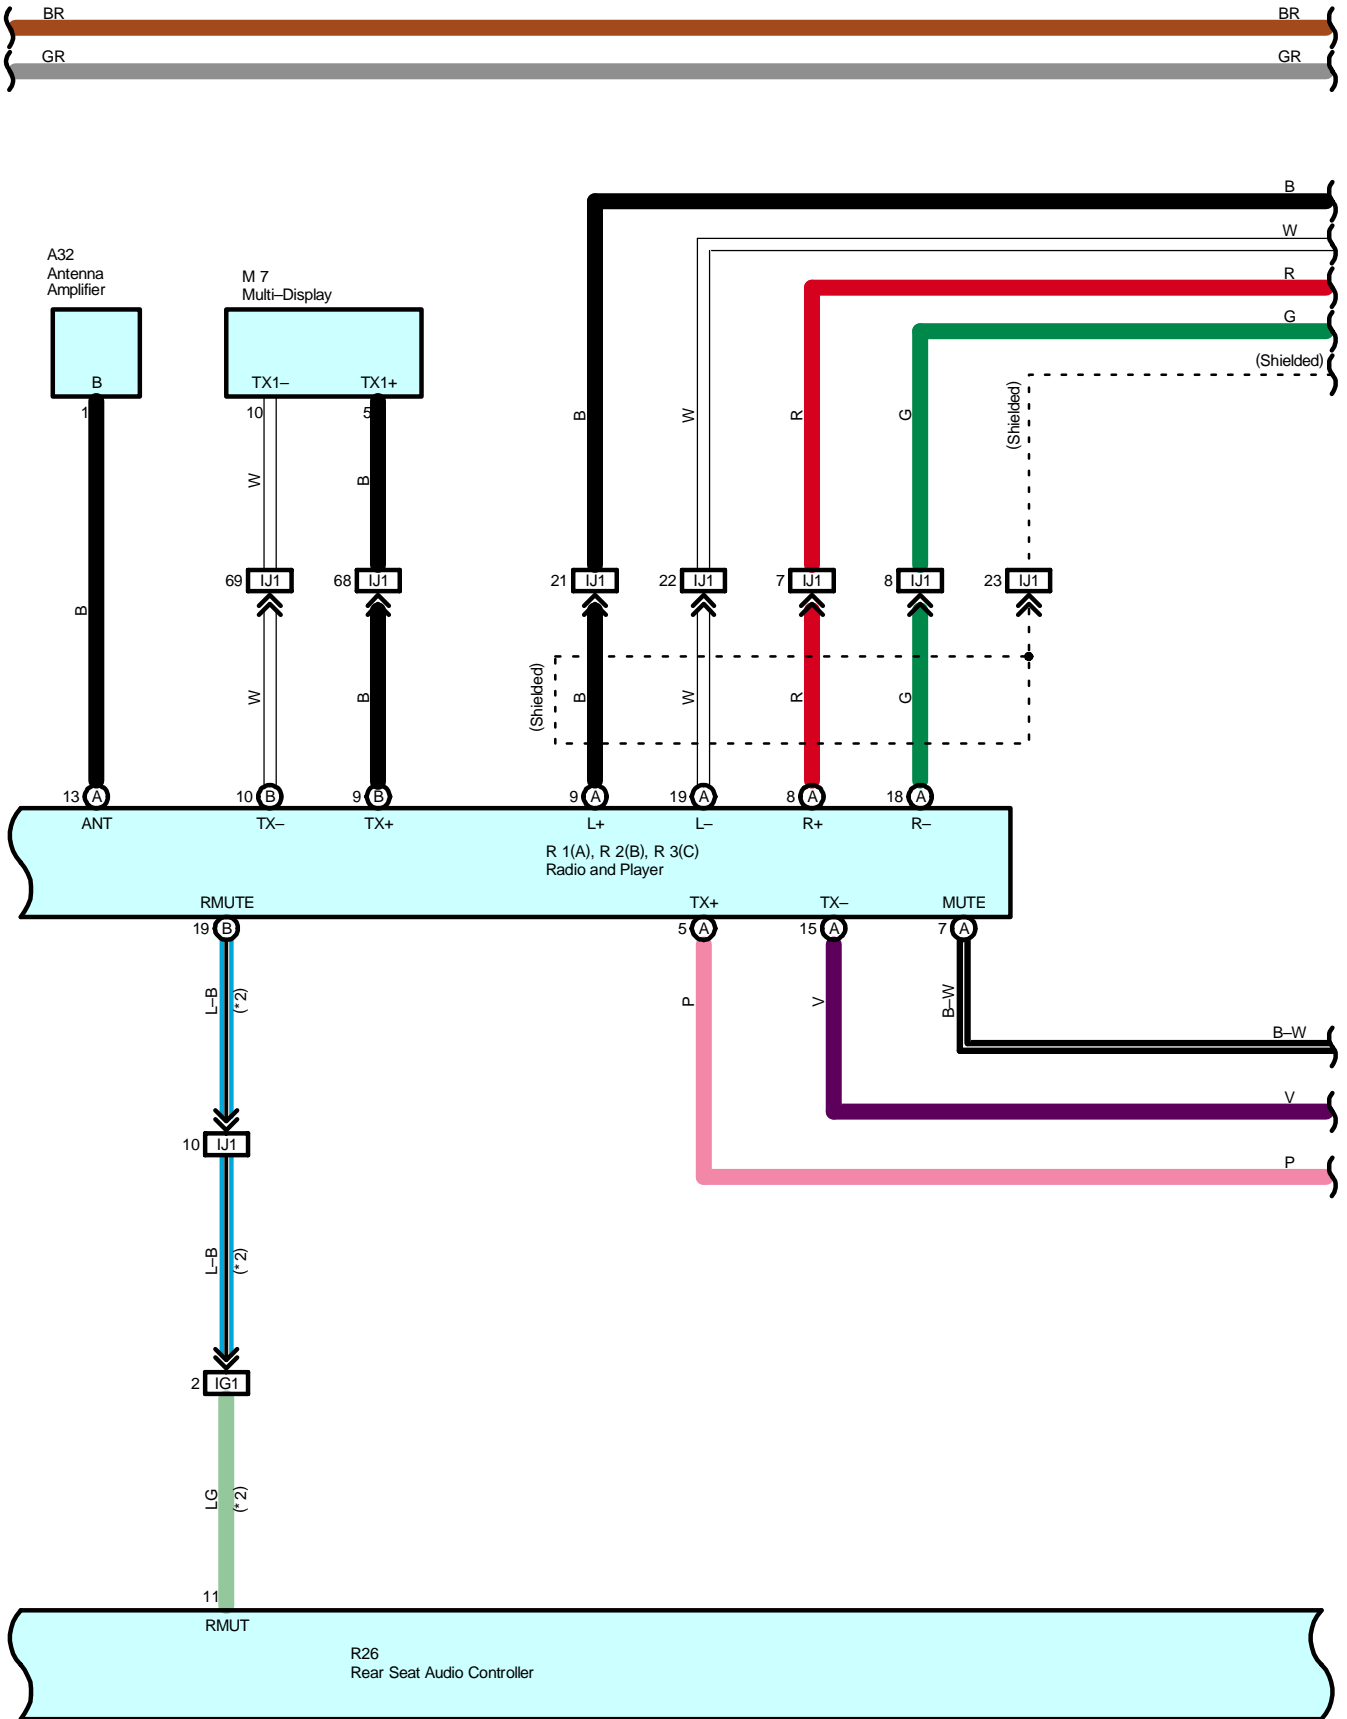 BR BR
GR GR
B
W
R
G
(Shielded)
A32
Antenna
Amplifier
M 7
Multi–Display
B
TX1–
TX1+
1
10
5
B
W
R
G
(Shielded)
W
B
69 IJ1
68 IJ1
21 IJ1
22 IJ1
7 IJ1
8 IJ1
23 IJ1
B
W
B
(Shielded)
B
W
R
G
13 A
10 B
9 B
9 A
19 A
8 A
18 A
ANT
TX–
TX+
L+
L–
R+
R–
R 1(A), R 2(B), R 3(C)
Radio and Player
RMUTE
TX+
TX–
MUTE
19 B
5 A
15 A
7 A
L–B
(*2)
P
V
B–W
B–W
V
P
10 IJ1
L–B
(*2)
2 IG1
LG
(*2)
11
RMUT
R26
Rear Seat Audio Controller